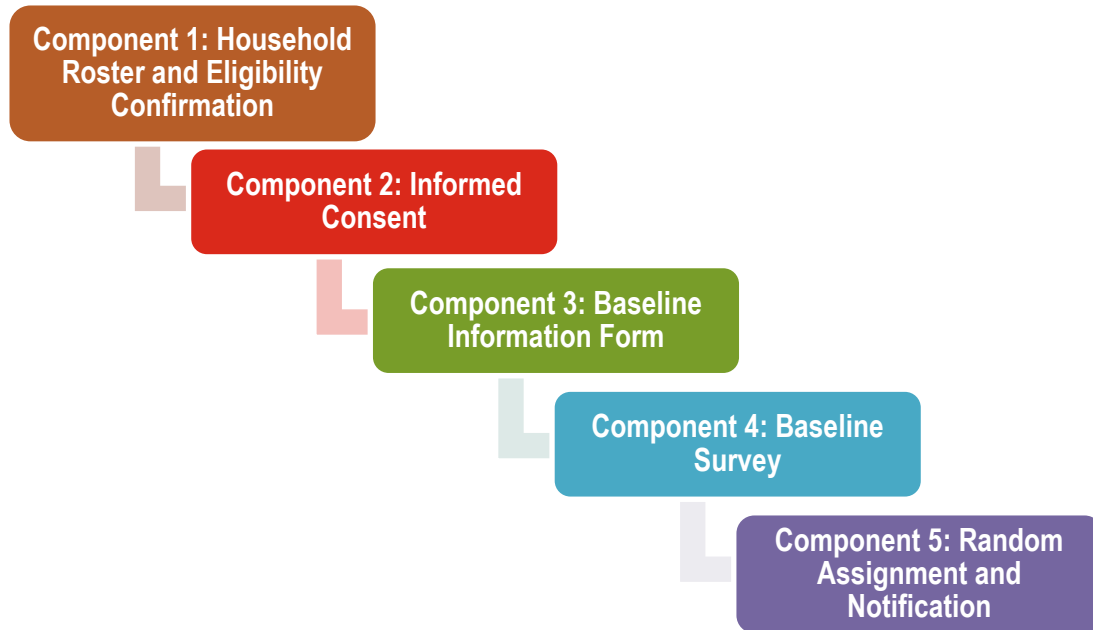 Component 1: Household
Roster and Eligibility
Confirmation
Component 2: Informed
Consent
Component 3: Baseline
Information Form
Component 4: Baseline
Survey
Component 5: Random
Assignment and
Notification